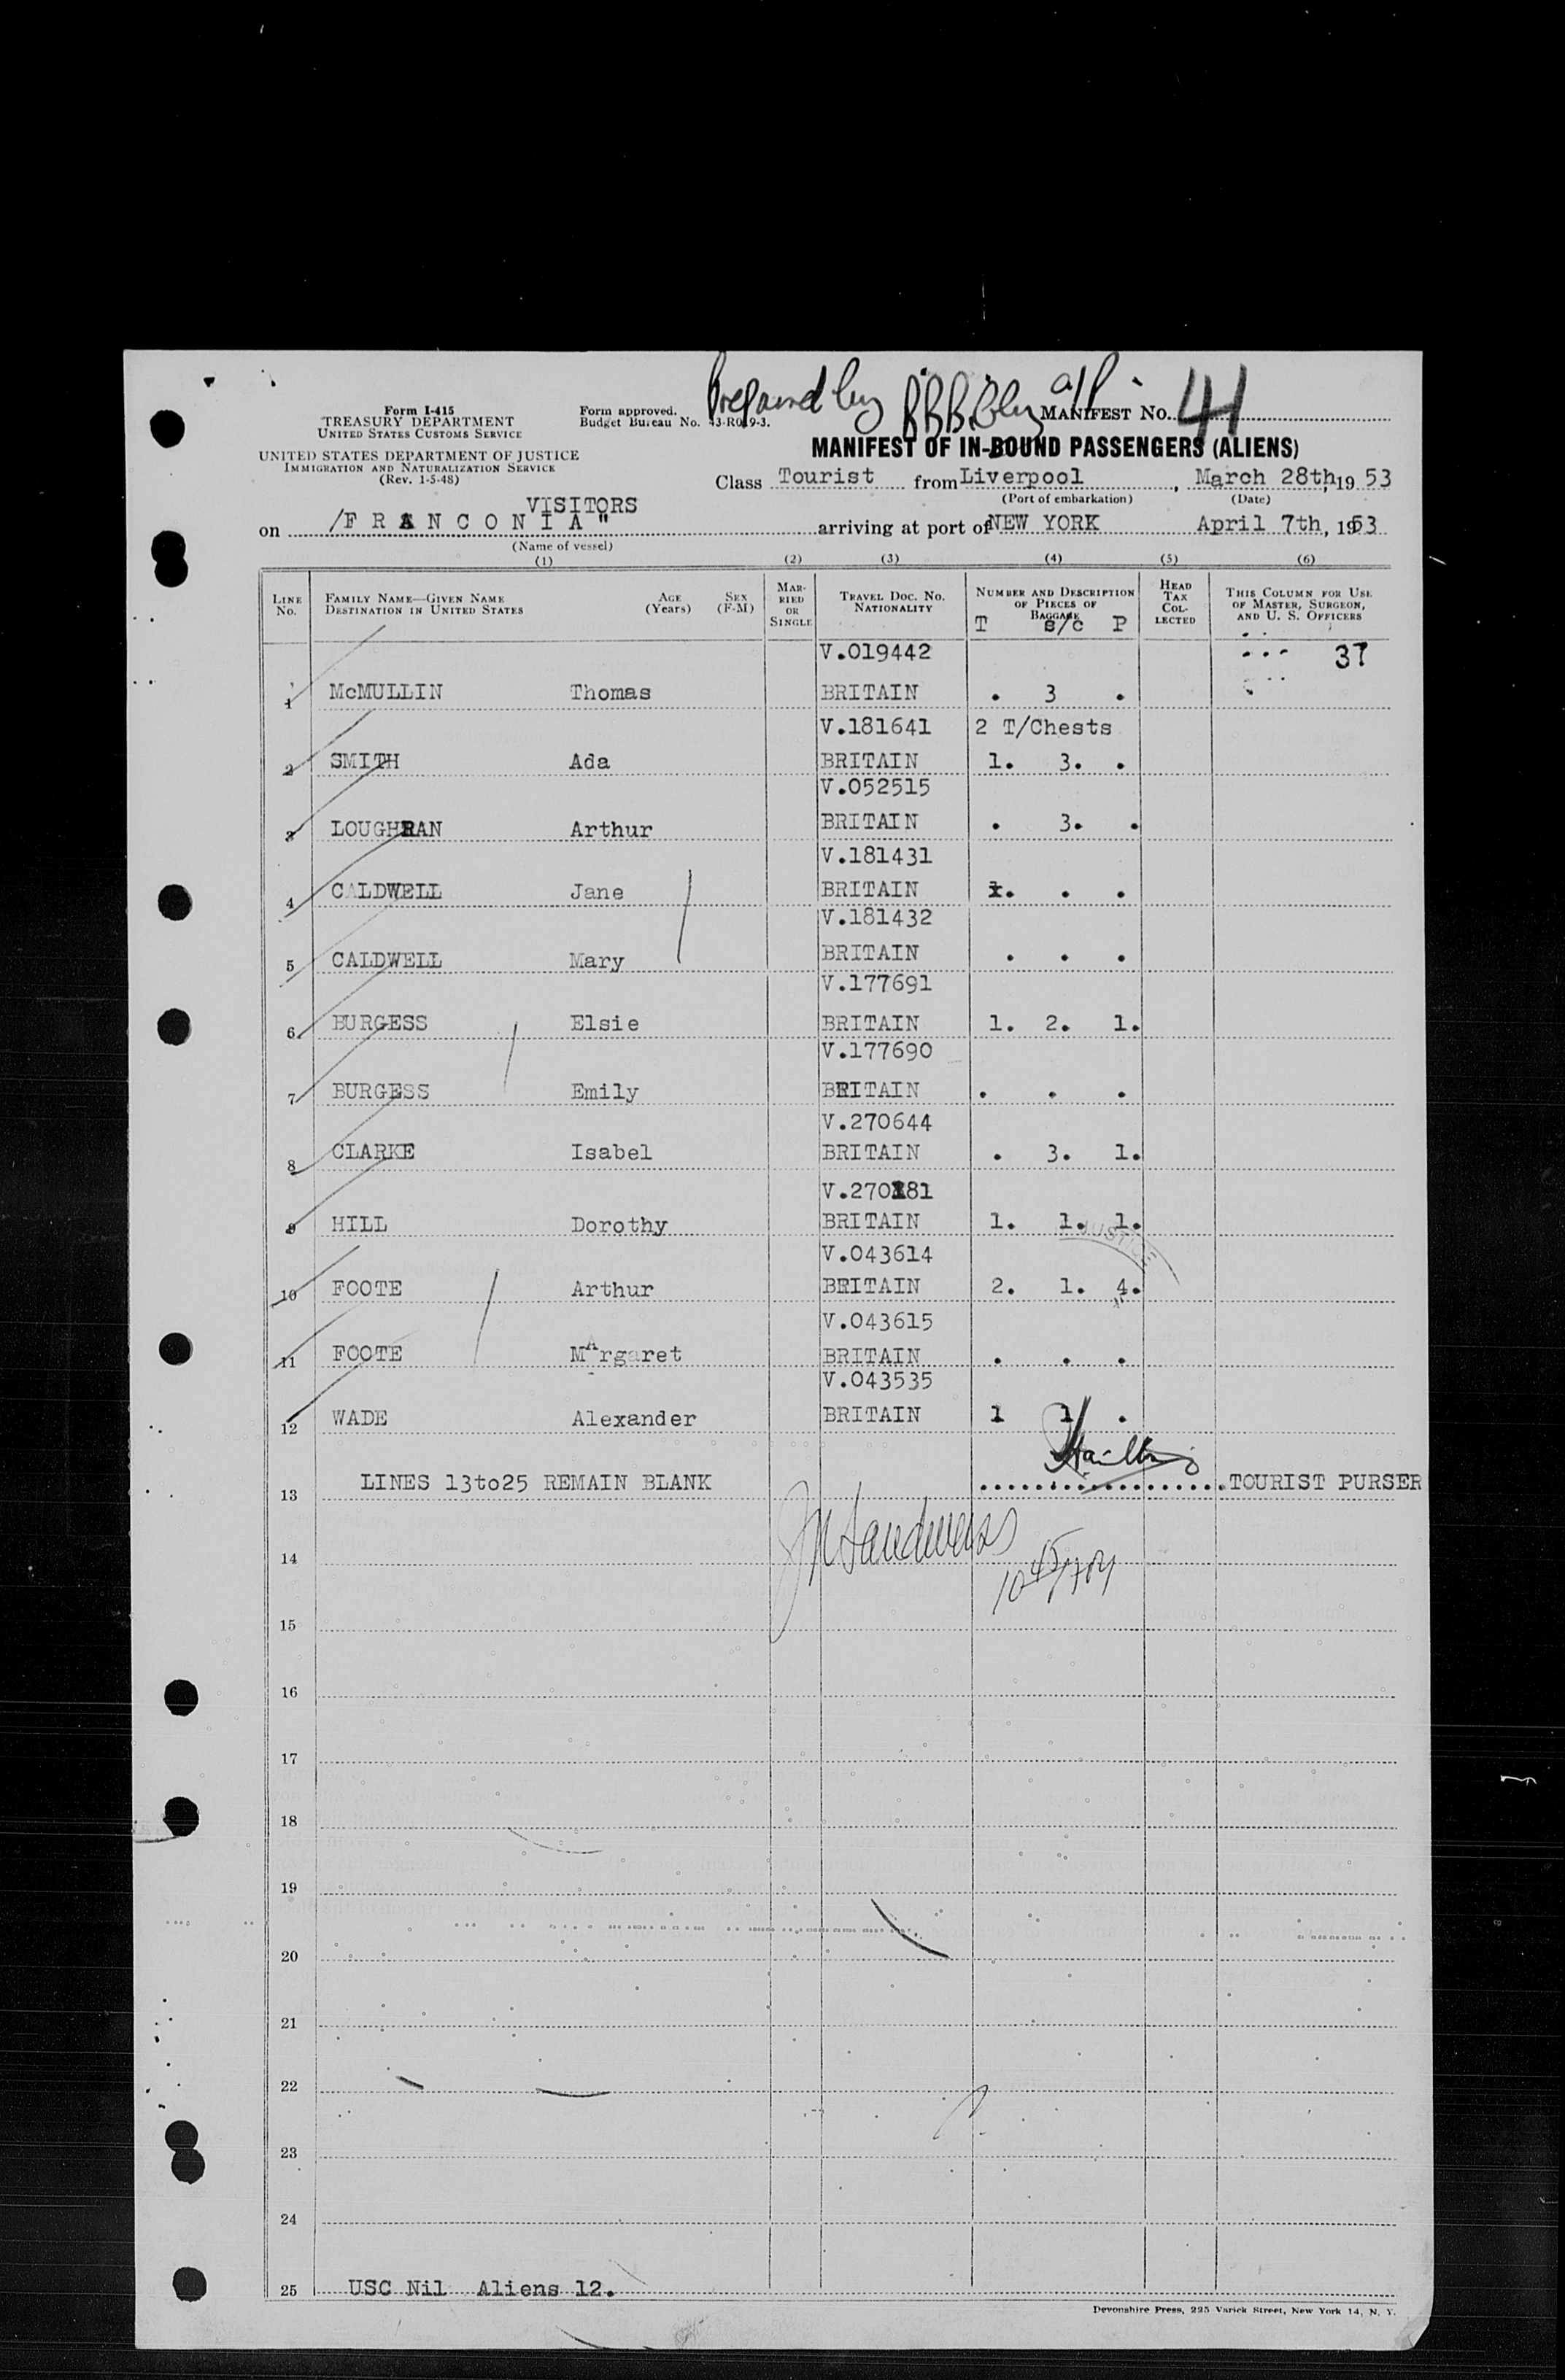 Prepared by
Form I-415
TREASURY DEPARTMENT
UNITED STATES CUSTOMS SERVICE
Form approved.
Budget Bureau No. 43-R019-3.
MANIFEST No. 41
MANIFEST OF IN-BOUND PASSENGERS (ALIENS)
UNITED STATES DEPARTMENT OF JUSTICE
IMMIGRATION AND NATURALIZATION SERVICE
(Rev. 1-5-48)
Class Tourist from Liverpool, March 28th, 19 53
(Port of embarkation) (Date)
VISITORS
on /FRANCONIA" arriving at port of NEW YORK April 7th, 1953
(Name of vessel)
(1) (2) (3) (4) (5) (6)
LINE No. FAMILY NAME—GIVEN NAME DESTINATION IN UNITED STATES AGE (Years) SEX (F-M) MARRIED OR SINGLE TRAVEL DOC. NO. NATIONALITY NUMBER AND DESCRIPTION OF PIECES OF BAGGAGE HEAD TAX COLLECTED THIS COLUMN FOR USE OF MASTER, SURGEON, AND U. S. OFFICERS
T S/C P
V.019442 37
1 McMULLIN Thomas BRITAIN . 3 .
V.181641 2 T/Chests
2 SMITH Ada BRITAIN 1. 3. .
V.052515
3 LOUGHRAN Arthur BRITAIN . 3. .
V.181431
4 CALDWELL Jane BRITAIN . . .
V.181432
5 CALDWELL Mary BRITAIN . . .
V.177691
6 BURGESS Elsie BRITAIN 1. 2. 1.
V.177690
7 BURGESS Emily BRITAIN . . .
V.270644
8 CLARKE Isabel BRITAIN . 3. 1.
V.270181
9 HILL Dorothy BRITAIN 1. 1. 1.
JUSTICE
V.043614
10 FOOTE Arthur BRITAIN 2. 1. 4.
V.043615
11 FOOTE MArgaret BRITAIN . . .
V.043535
12 WADE Alexander BRITAIN 1 1 .
13 LINES 13to25 REMAIN BLANK ..................TOURIST PURSER
14
15
16
17
18
19
20
21
22
23
24
25 USC Nil Aliens 12.
Devonshire Press, 225 Varick Street, New York 14, N. Y.